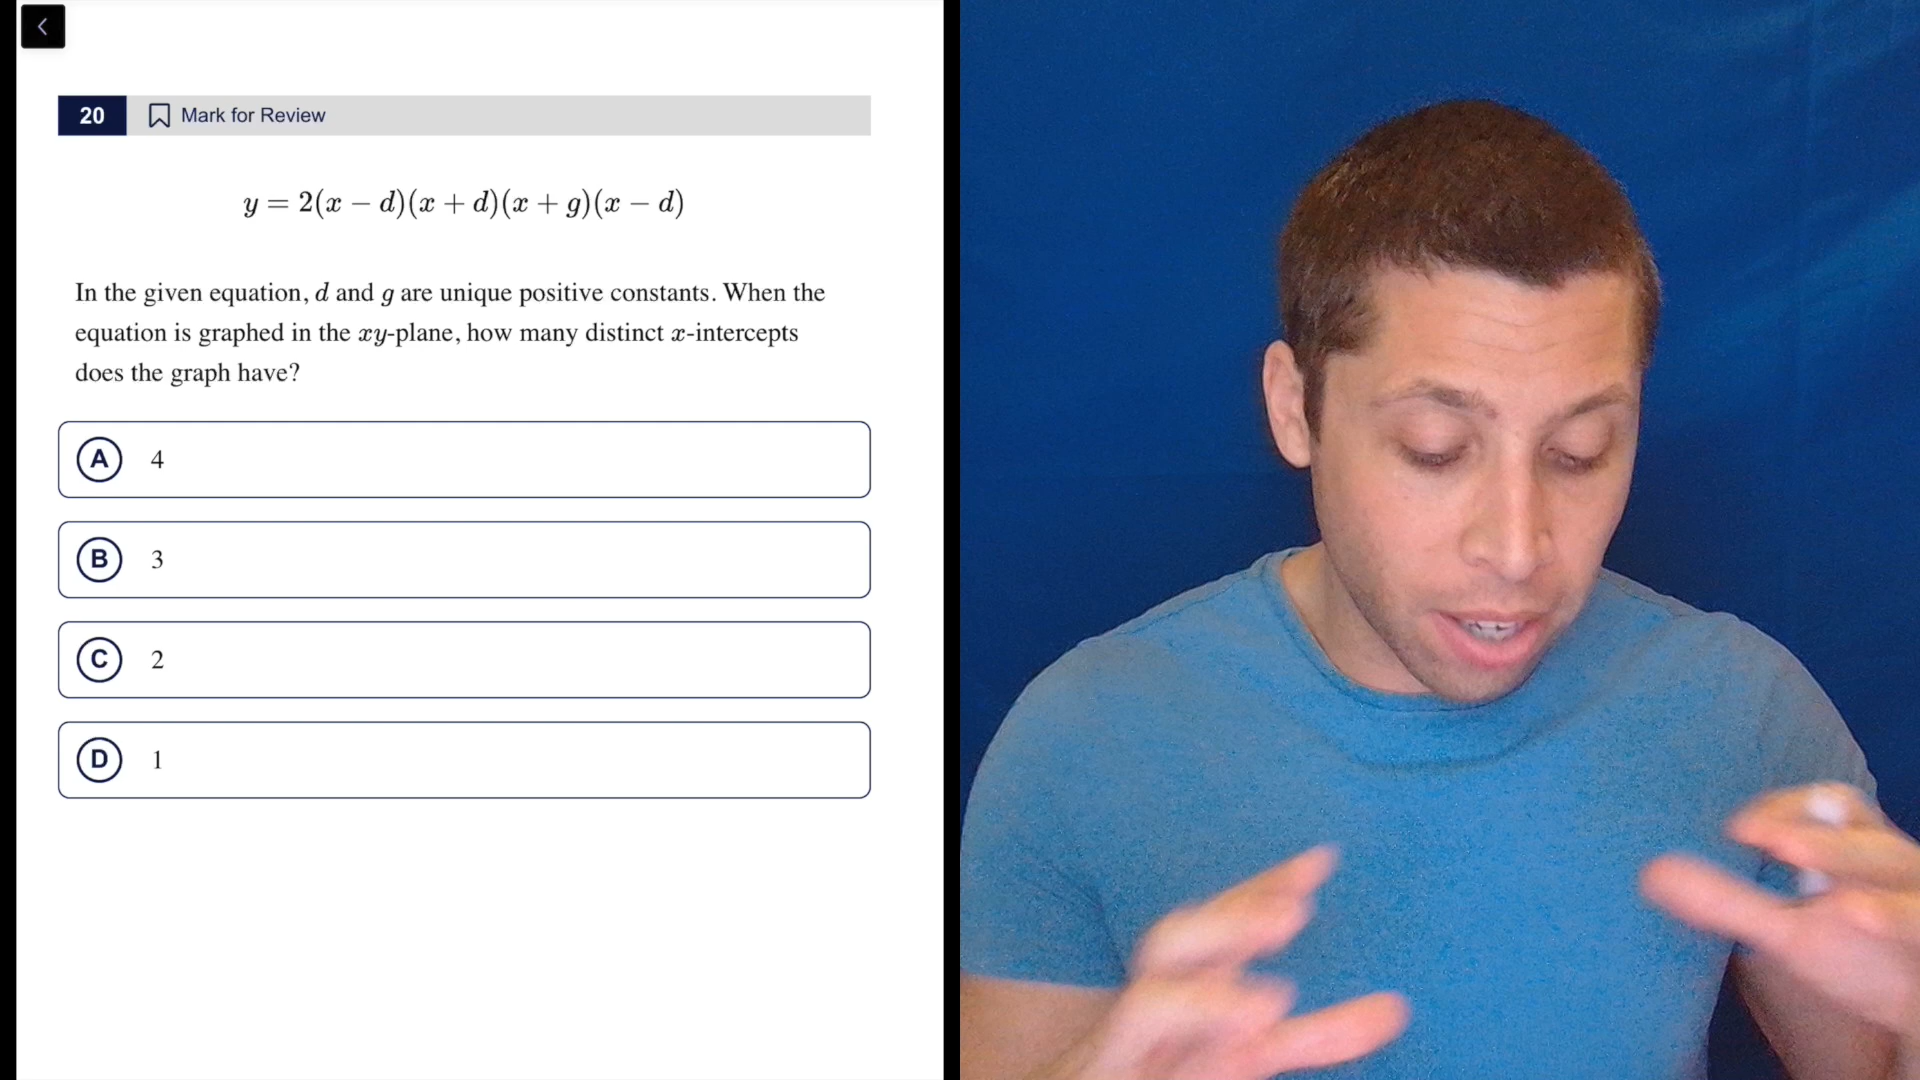 20 Mark for Review
y = 2(x − d)(x + d)(x + g)(x − d)
In the given equation, d and g are unique positive constants. When the
equation is graphed in the xy-plane, how many distinct x-intercepts
does the graph have?
A 4
B 3
C 2
D 1